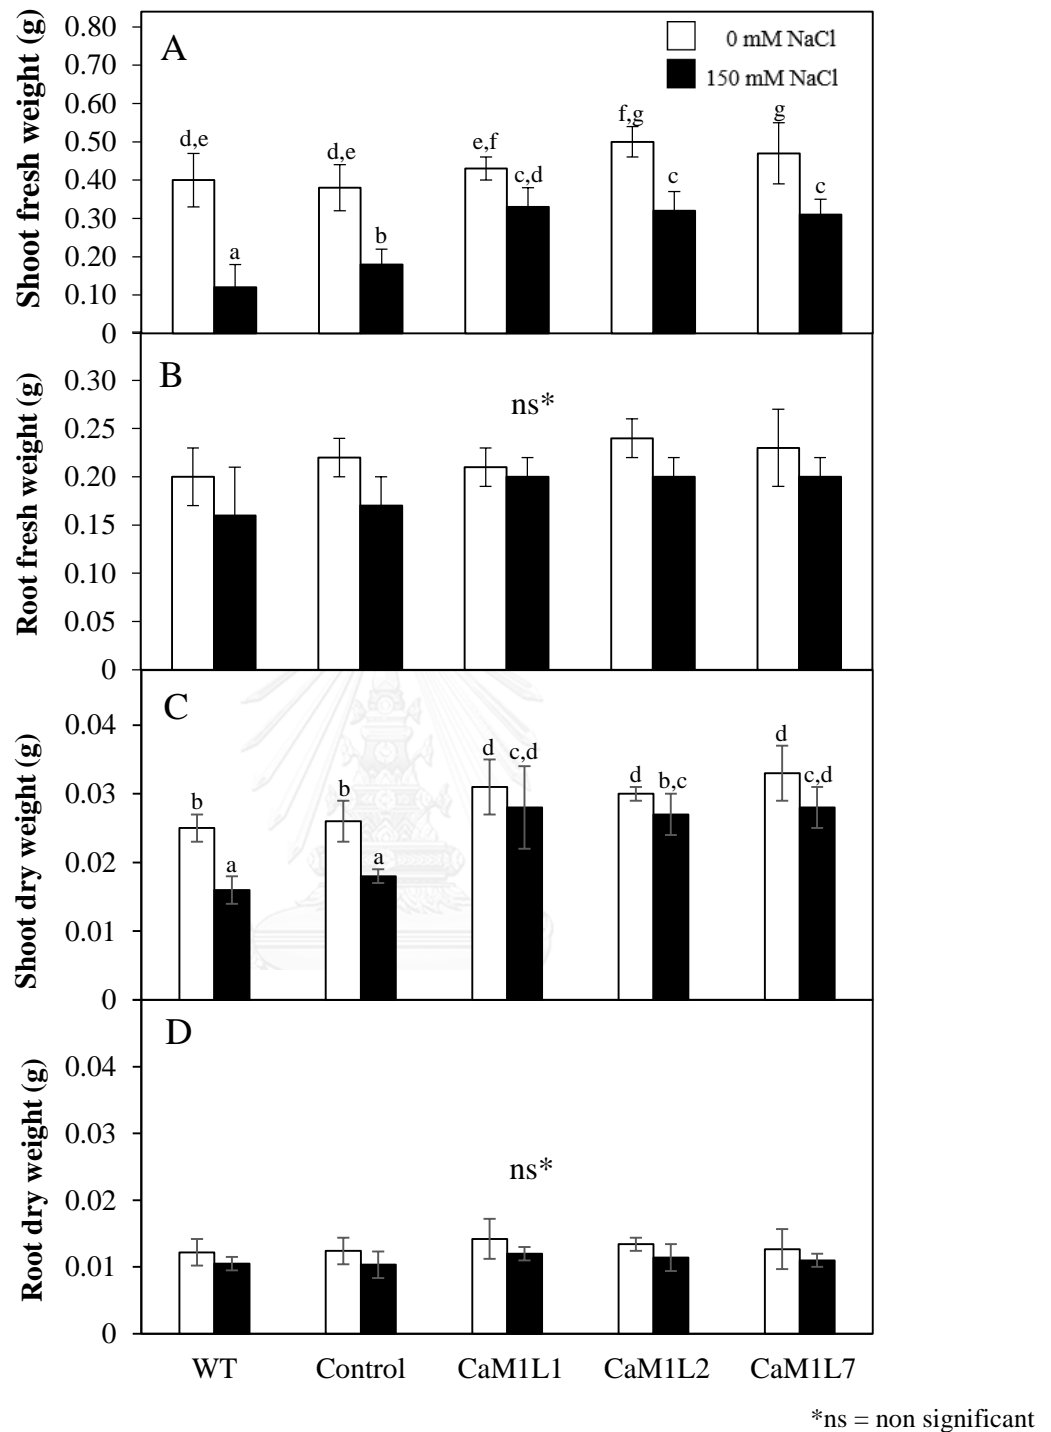 A
0 mM NaCl
150 mM NaCl
Shoot fresh weight (g)
0.80
0.70
0.60
0.50
0.40
0.30
0.20
0.10
0
d,e
a
d,e
b
e,f
c,d
f,g
c
g
c
B
ns*
Root fresh weight (g)
0.30
0.25
0.20
0.15
0.10
0.05
0
C
Shoot dry weight (g)
0.04
0.03
0.02
0.01
0
b
a
b
a
d
c,d
d
b,c
d
c,d
D
ns*
Root dry weight (g)
0.04
0.03
0.02
0.01
0
WT
Control
CaM1L1
CaM1L2
CaM1L7
*ns = non significant